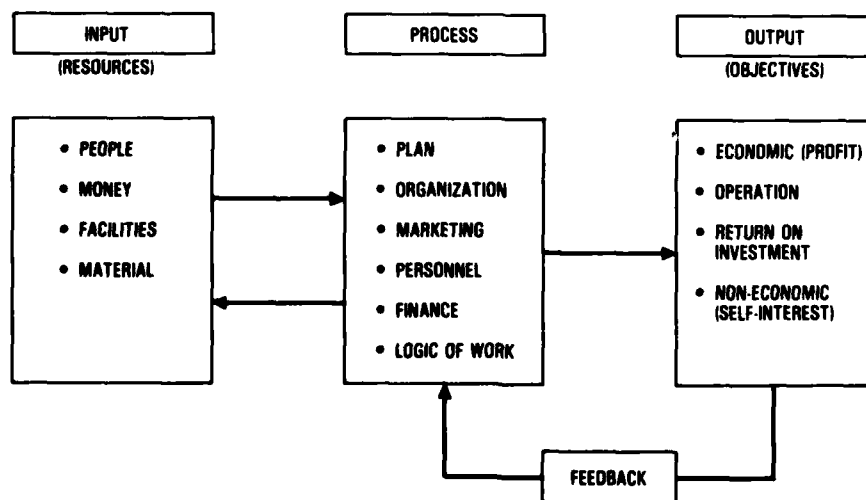 INPUT
(RESOURCES)
PROCESS
OUTPUT
(OBJECTIVES)
• PEOPLE
• MONEY
• FACILITIES
• MATERIAL
• PLAN
• ORGANIZATION
• MARKETING
• PERSONNEL
• FINANCE
• LOGIC OF WORK
• ECONOMIC (PROFIT)
• OPERATION
• RETURN ON
INVESTMENT
• NON-ECONOMIC
(SELF-INTEREST)
FEEDBACK